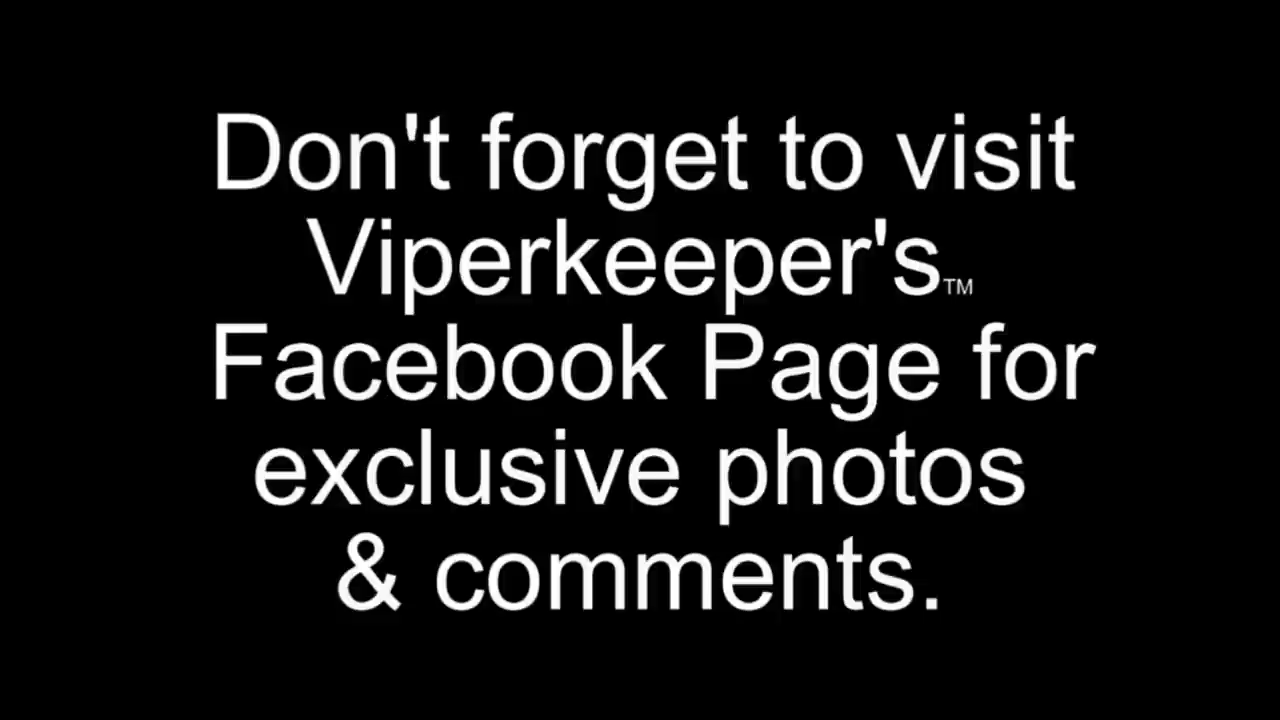 Don't forget to visit
Viperkeeper's™
Facebook Page for
exclusive photos
& comments.